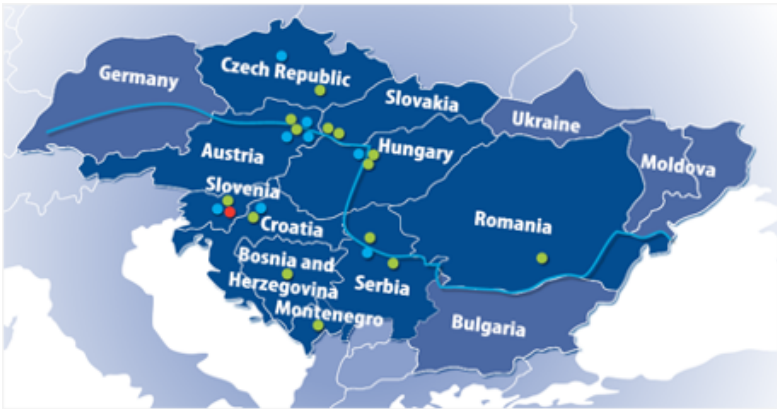 Germany
Czech Republic
Slovakia
Ukraine
Austria
Hungary
Moldova
Slovenia
Croatia
Romania
Bosnia and
Herzegovina
Serbia
Montenegro
Bulgaria